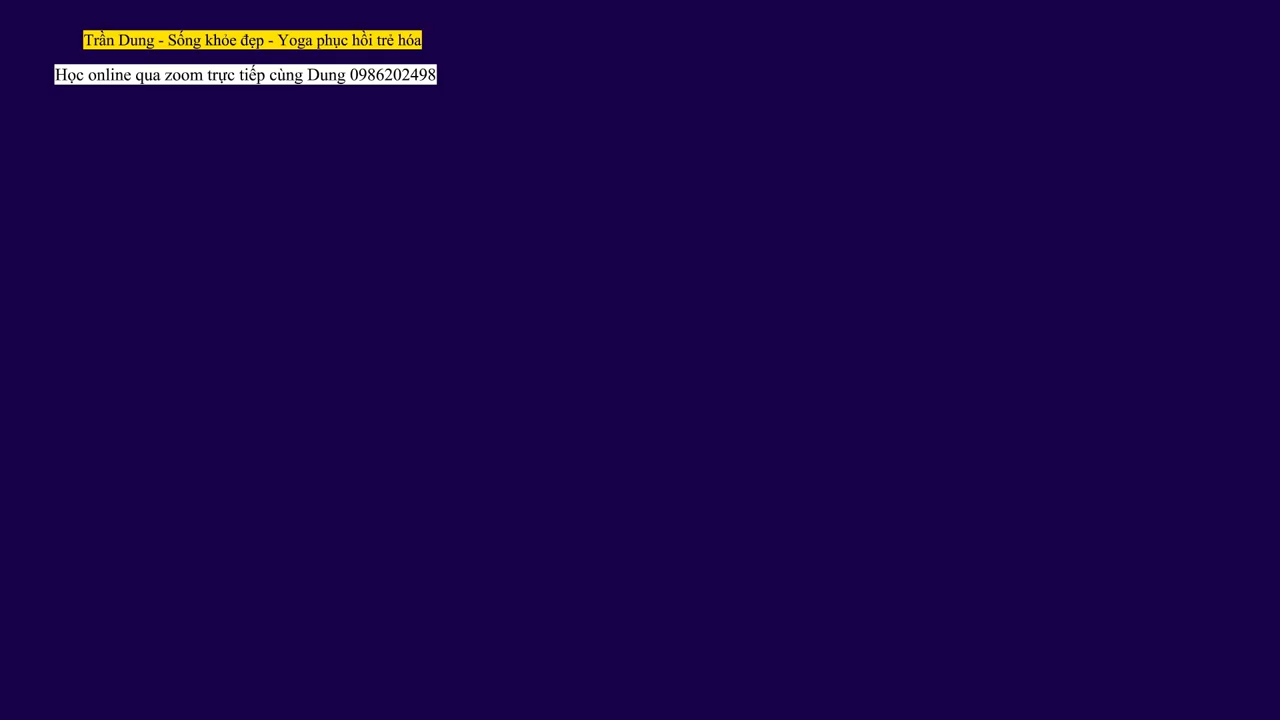 Trần Dung - Sống khỏe đẹp - Yoga phục hồi trẻ hóa
Học online qua zoom trực tiếp cùng Dung 0986202498